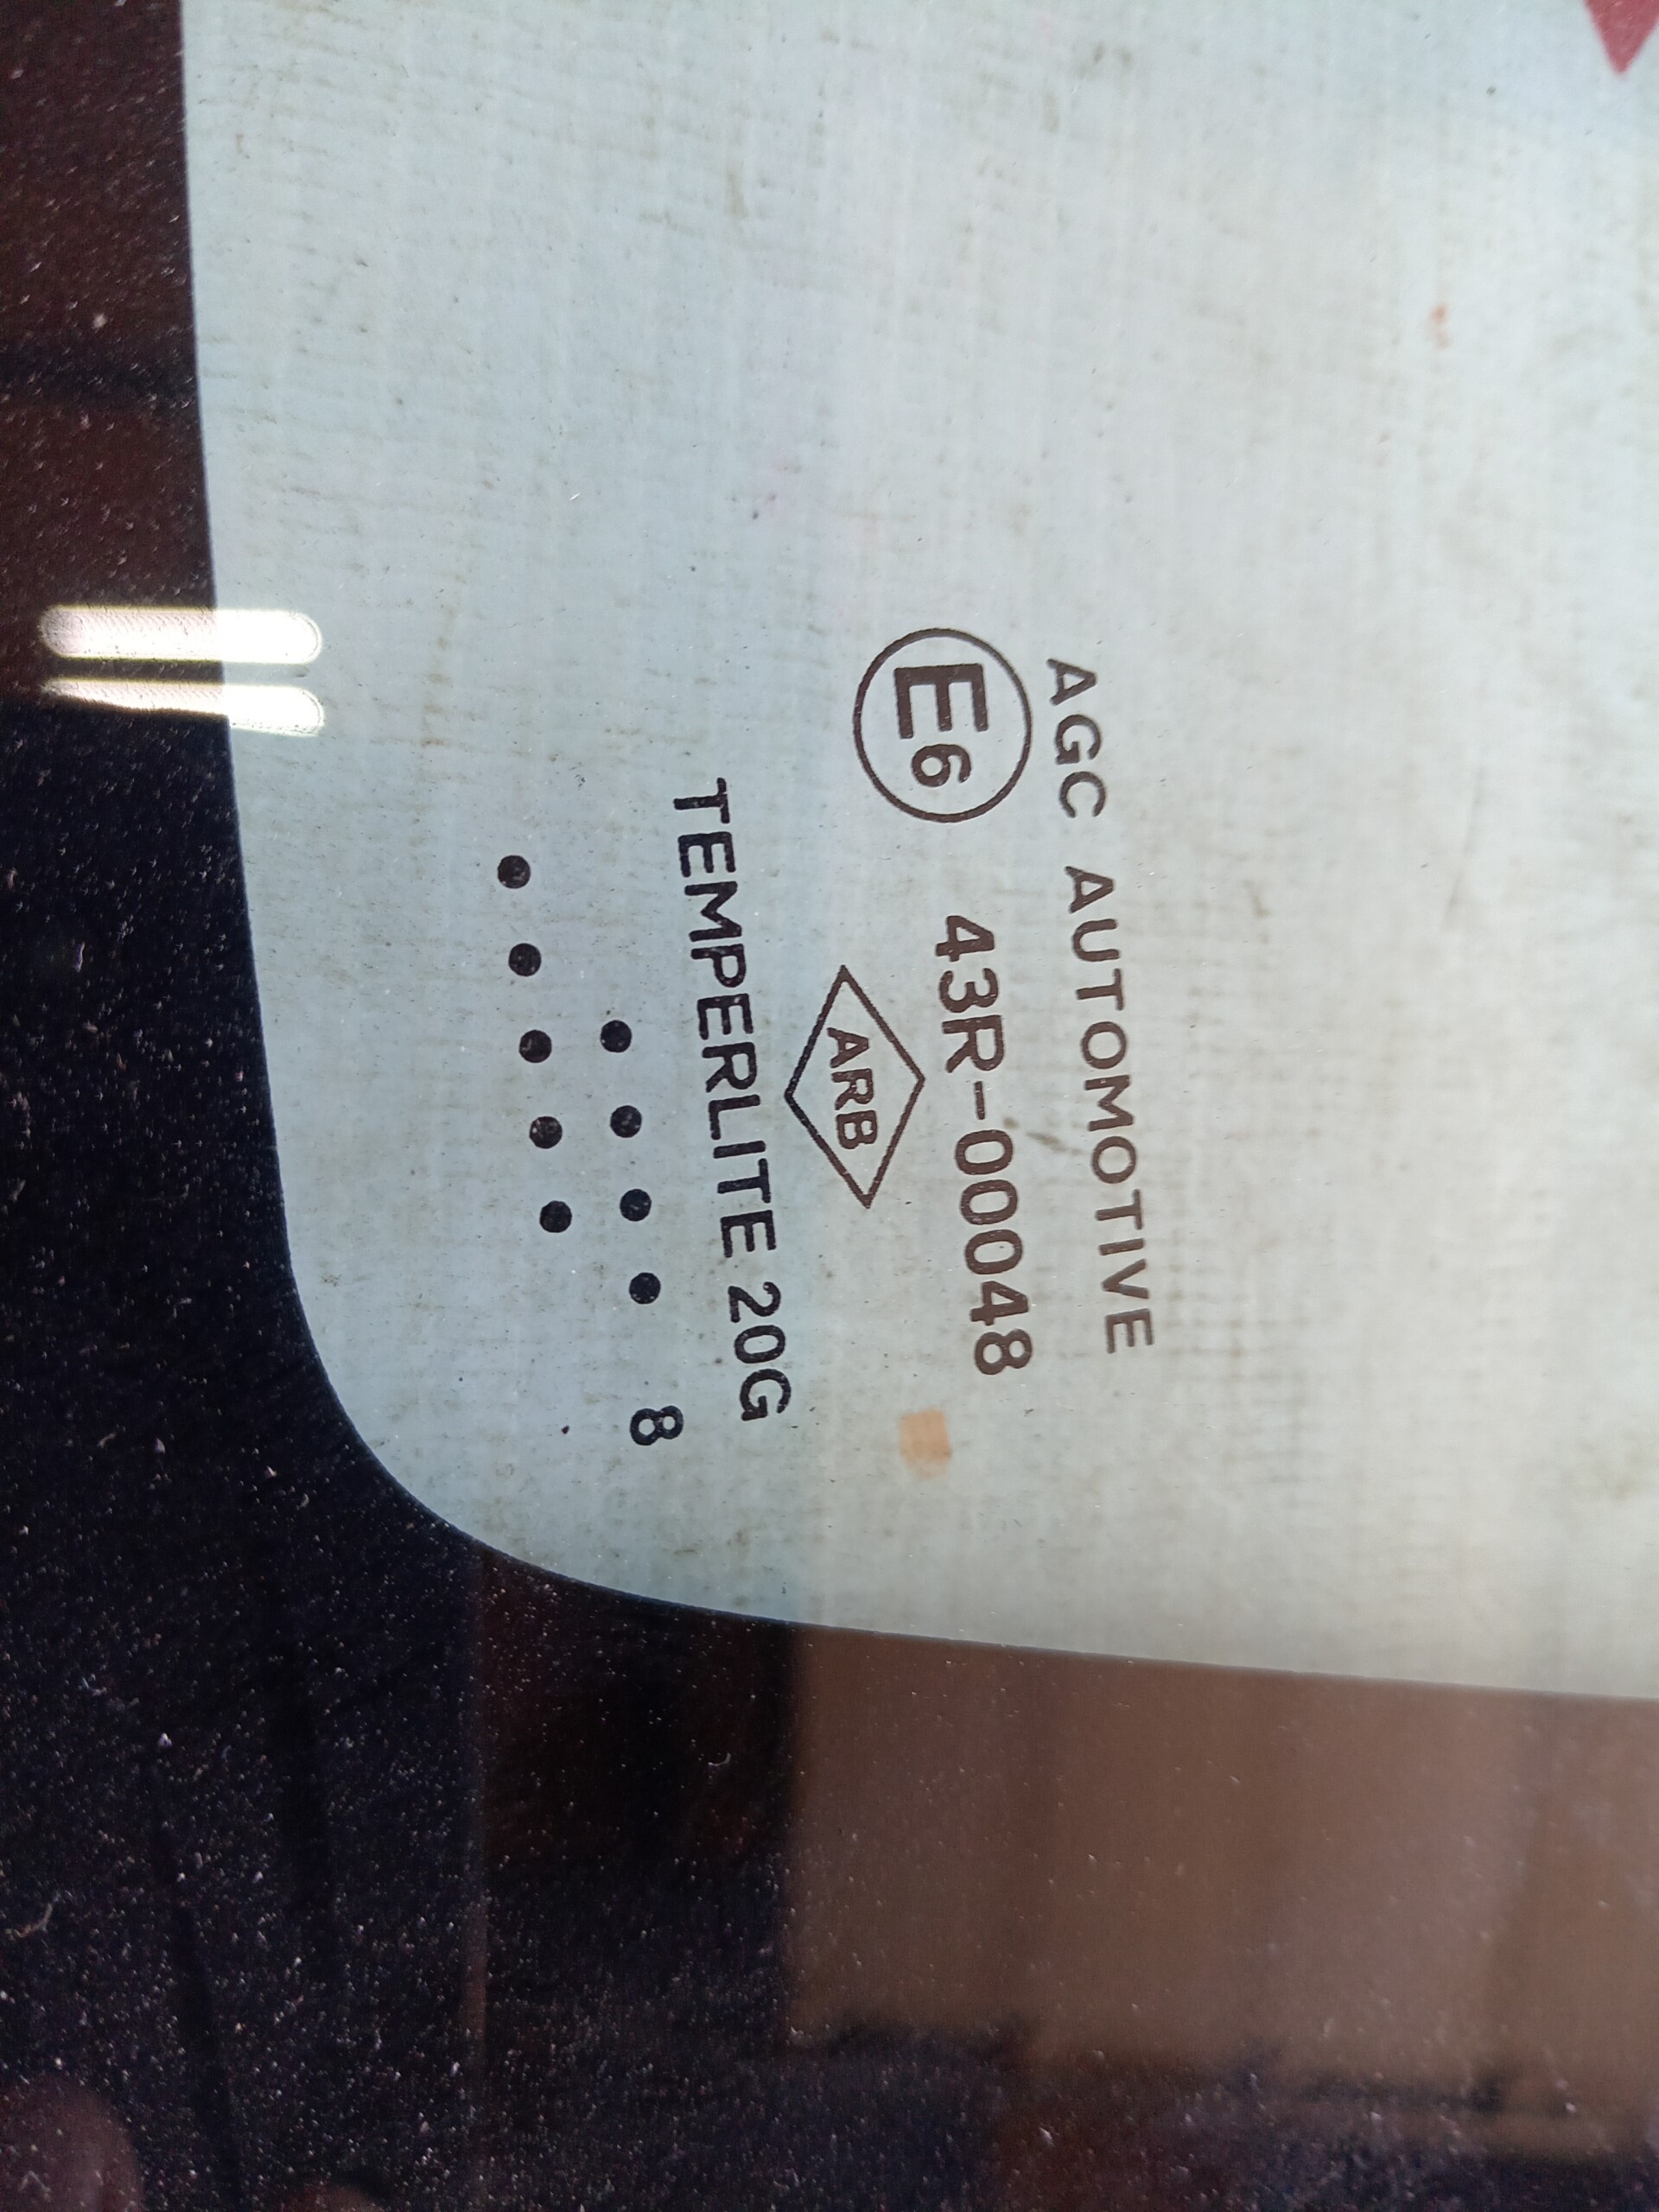 AGC AUTOMOTIVE
E6 43R-00048
ARB
TEMPERLITE 20G
•••• 8
•••••